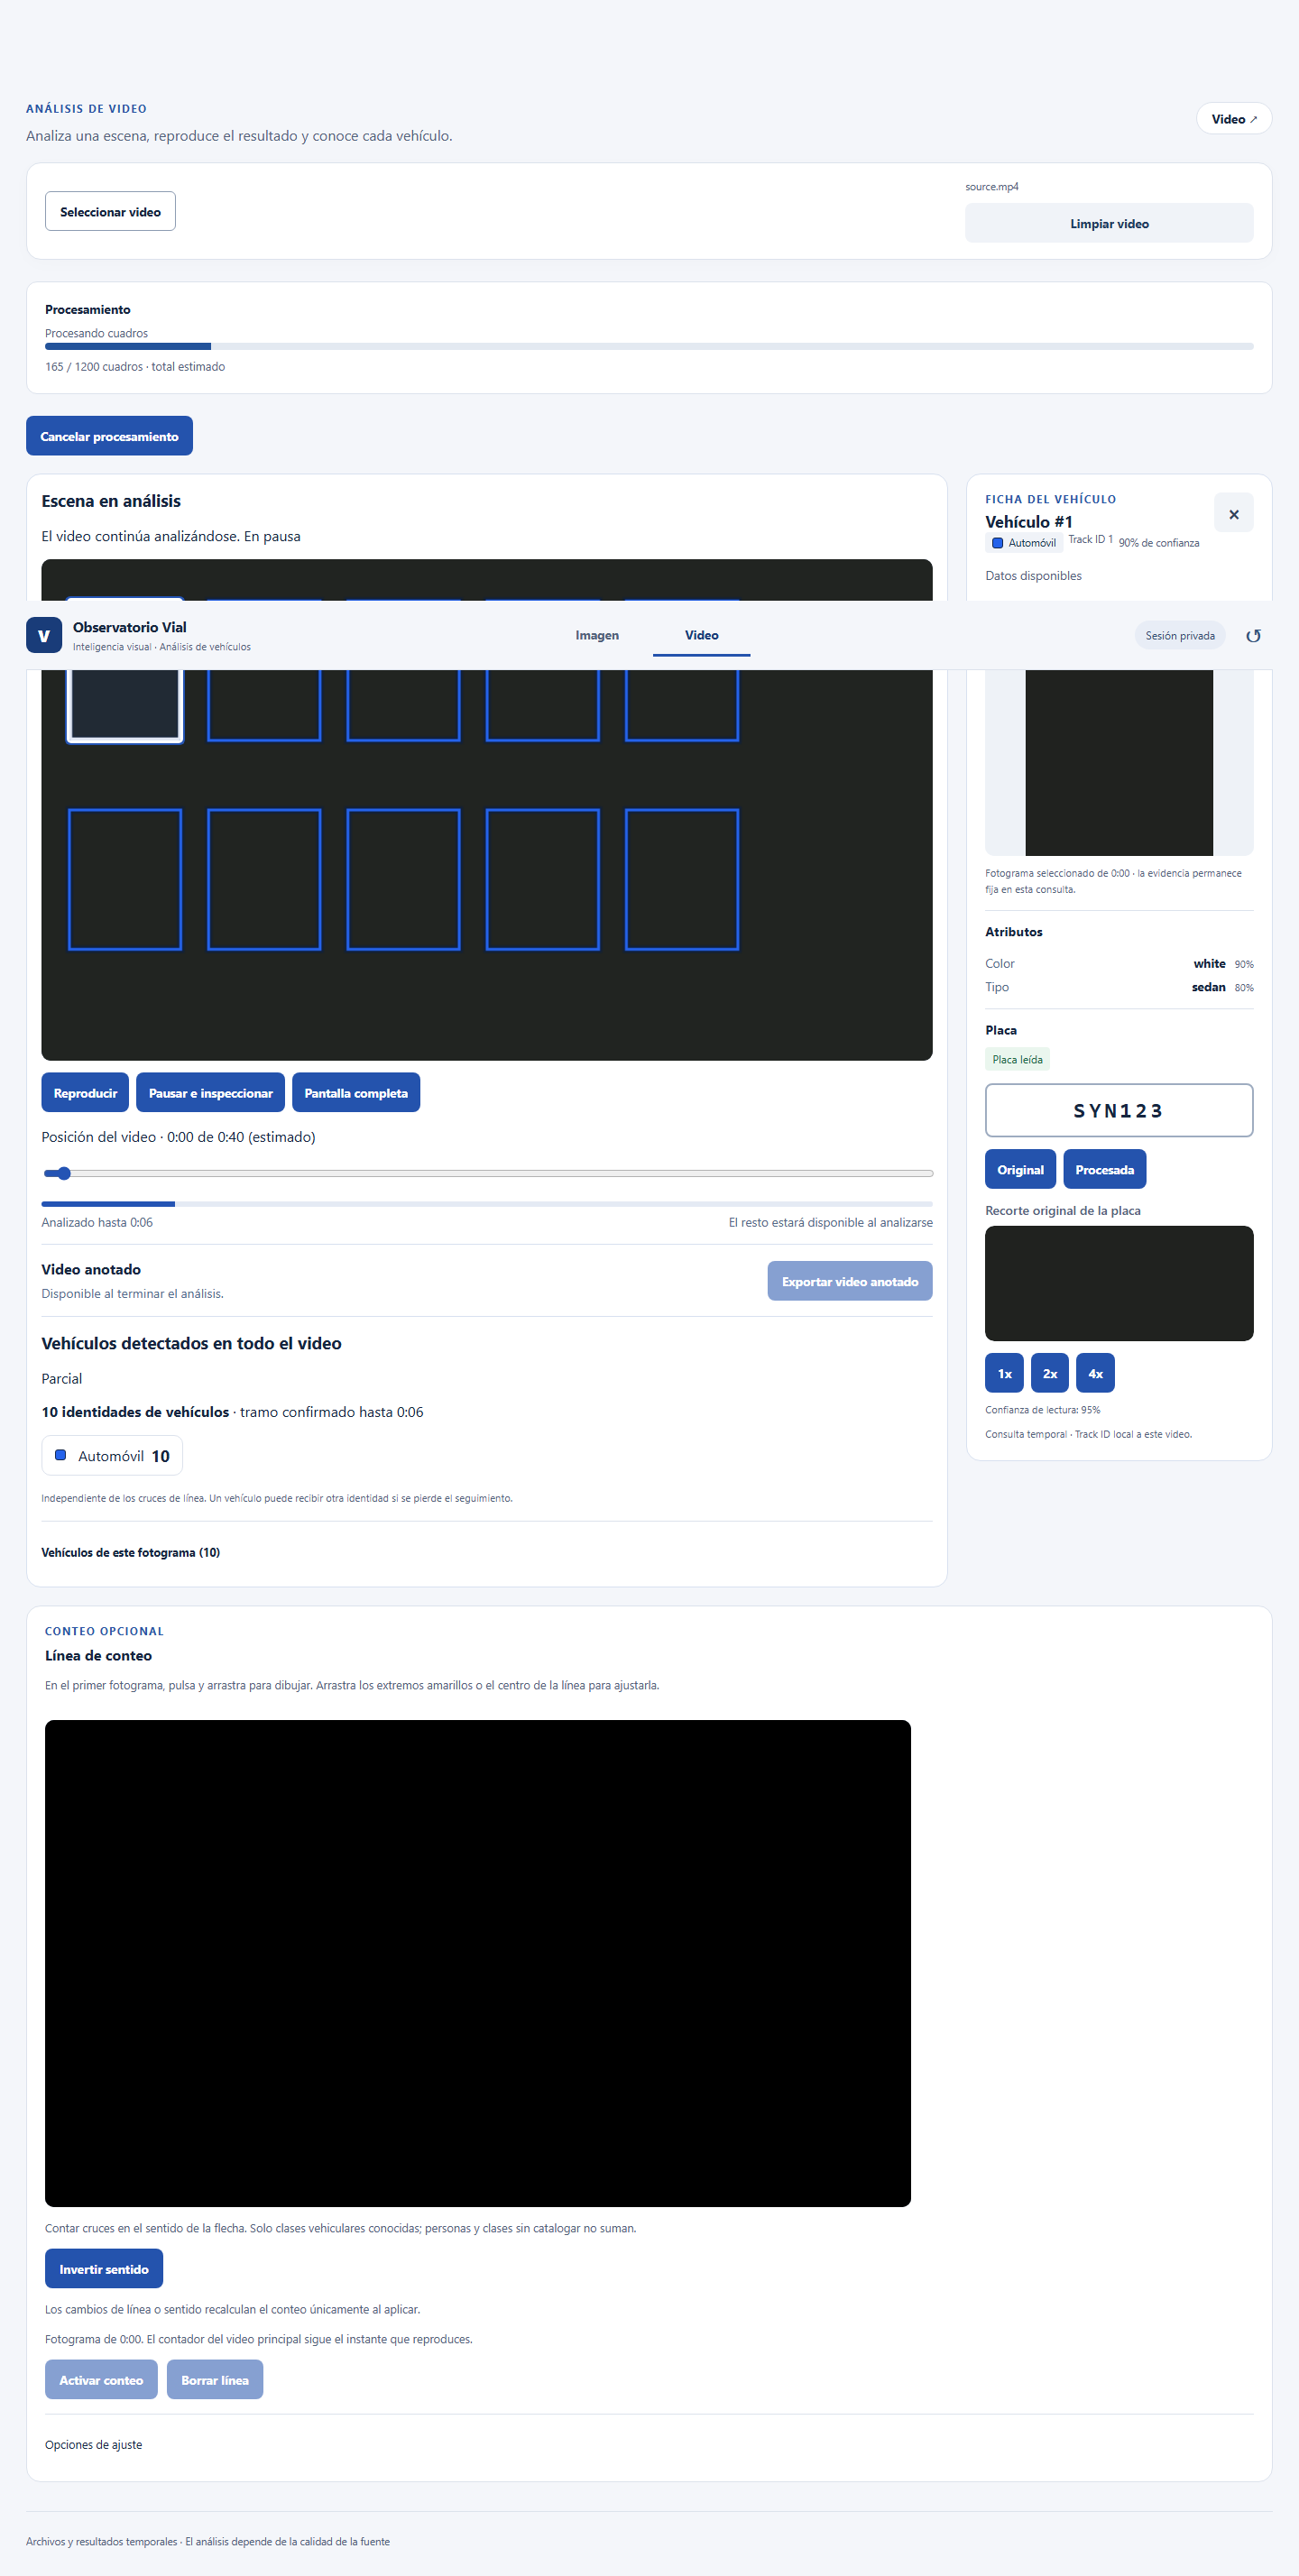 ANÁLISIS DE VIDEO
Analiza una escena, reproduce el resultado y conoce cada vehículo.
Video ↗
Seleccionar video
source.mp4
Limpiar video
Procesamiento
Procesando cuadros
165 / 1200 cuadros · total estimado
Cancelar procesamiento
Escena en análisis
El video continúa analizándose. En pausa
FICHA DEL VEHÍCULO
Vehículo #1
×
Automóvil Track ID 1 90% de confianza
Datos disponibles
V
Observatorio Vial
Inteligencia visual · Análisis de vehículos
Imagen
Video
Sesión privada
↺
Fotograma seleccionado de 0:00 · la evidencia permanece
fija en esta consulta.
Atributos
Color white 90%
Tipo sedan 80%
Placa
Placa leída
SYN123
Original
Procesada
Recorte original de la placa
1x
2x
4x
Confianza de lectura: 95%
Consulta temporal · Track ID local a este video.
Reproducir
Pausar e inspeccionar
Pantalla completa
Posición del video · 0:00 de 0:40 (estimado)
Analizado hasta 0:06
El resto estará disponible al analizarse
Video anotado
Disponible al terminar el análisis.
Exportar video anotado
Vehículos detectados en todo el video
Parcial
10 identidades de vehículos · tramo confirmado hasta 0:06
Automóvil 10
Independiente de los cruces de línea. Un vehículo puede recibir otra identidad si se pierde el seguimiento.
Vehículos de este fotograma (10)
CONTEO OPCIONAL
Línea de conteo
En el primer fotograma, pulsa y arrastra para dibujar. Arrastra los extremos amarillos o el centro de la línea para ajustarla.
Contar cruces en el sentido de la flecha. Solo clases vehiculares conocidas; personas y clases sin catalogar no suman.
Invertir sentido
Los cambios de línea o sentido recalculan el conteo únicamente al aplicar.
Fotograma de 0:00. El contador del video principal sigue el instante que reproduces.
Activar conteo
Borrar línea
Opciones de ajuste
Archivos y resultados temporales · El análisis depende de la calidad de la fuente